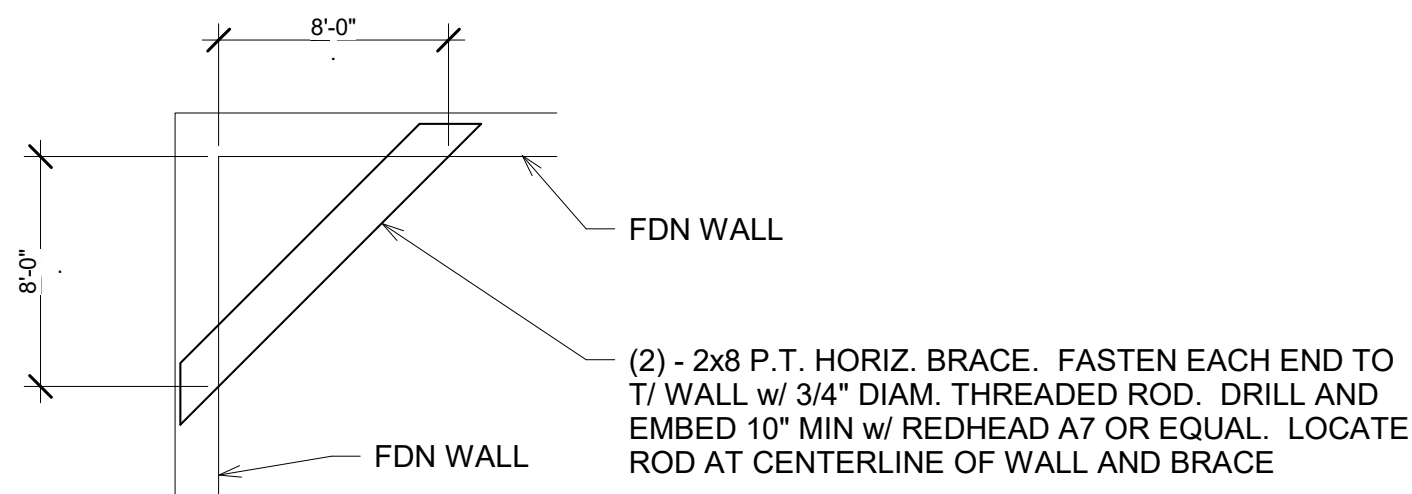 8'-0"
8'-0"
FDN WALL
(2) - 2x8 P.T. HORIZ. BRACE. FASTEN EACH END TO
T/ WALL w/ 3/4" DIAM. THREADED ROD. DRILL AND
EMBED 10" MIN w/ REDHEAD A7 OR EQUAL. LOCATE
ROD AT CENTERLINE OF WALL AND BRACE
FDN WALL